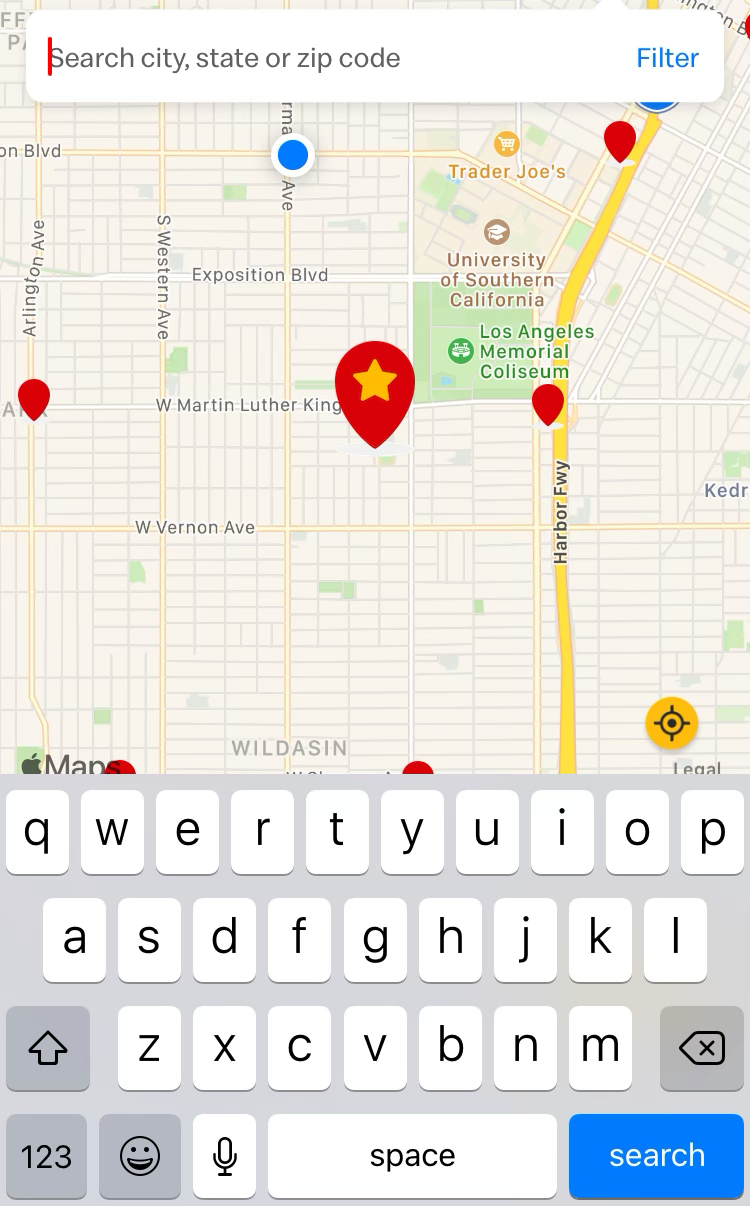 Search city, state or zip code
Filter
on Blvd
Ave
Trader Joe's
S Western Ave
Arlington Ave
University
of Southern
California
Exposition Blvd
Los Angeles
Memorial
Coliseum
W Martin Luther King
W Vernon Ave
Harbor Fwy
Kedr
WILDASIN
Maps
Legal
q w e r t y u i o p
a s d f g h j k l
z x c v b n m
123
space
search